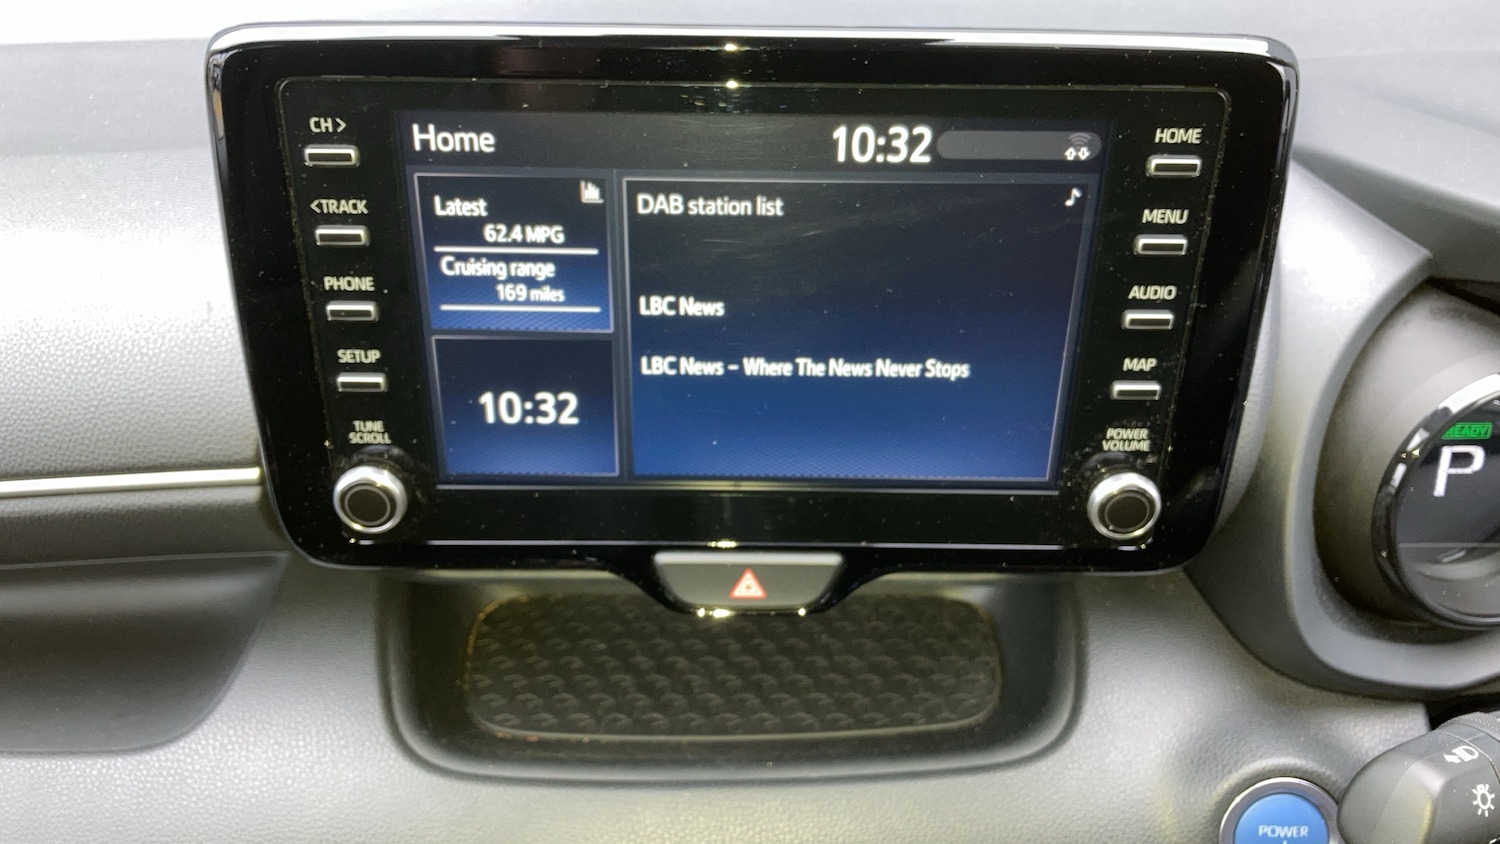 CH >
<TRACK
PHONE
SETUP
TUNE
SCROLL
Home
10:32
Latest
62.4 MPG
Cruising range
169 miles
10:32
DAB station list
LBC News
LBC News – Where The News Never Stops
HOME
MENU
AUDIO
MAP
POWER
VOLUME
READY
P
POWER